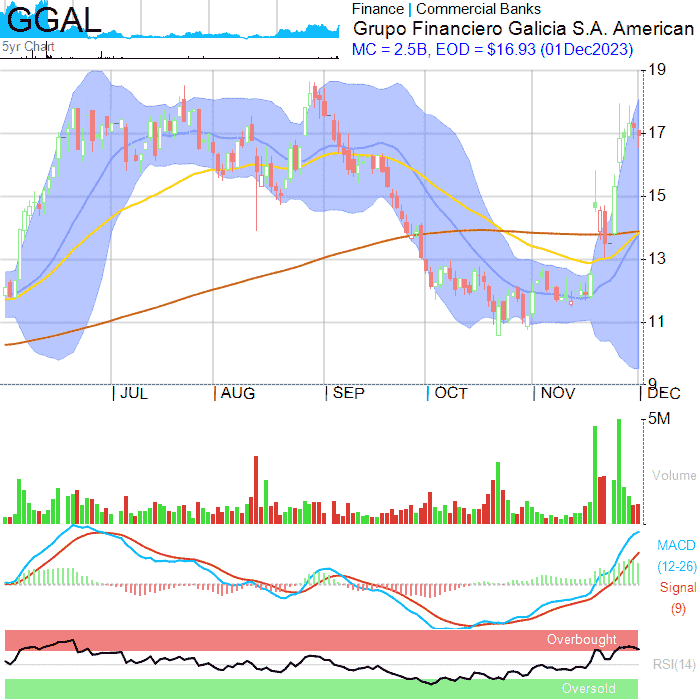 GGAL
5yr Chart
Finance | Commercial Banks
Grupo Financiero Galicia S.A. American
MC = 2.5B, EOD = $16.93 (01Dec2023)
19
17
15
13
11
9
JUL
AUG
SEP
OCT
NOV
DEC
5M
Volume
MACD
(12-26)
Signal
(9)
Overbought
RSI(14)
Oversold